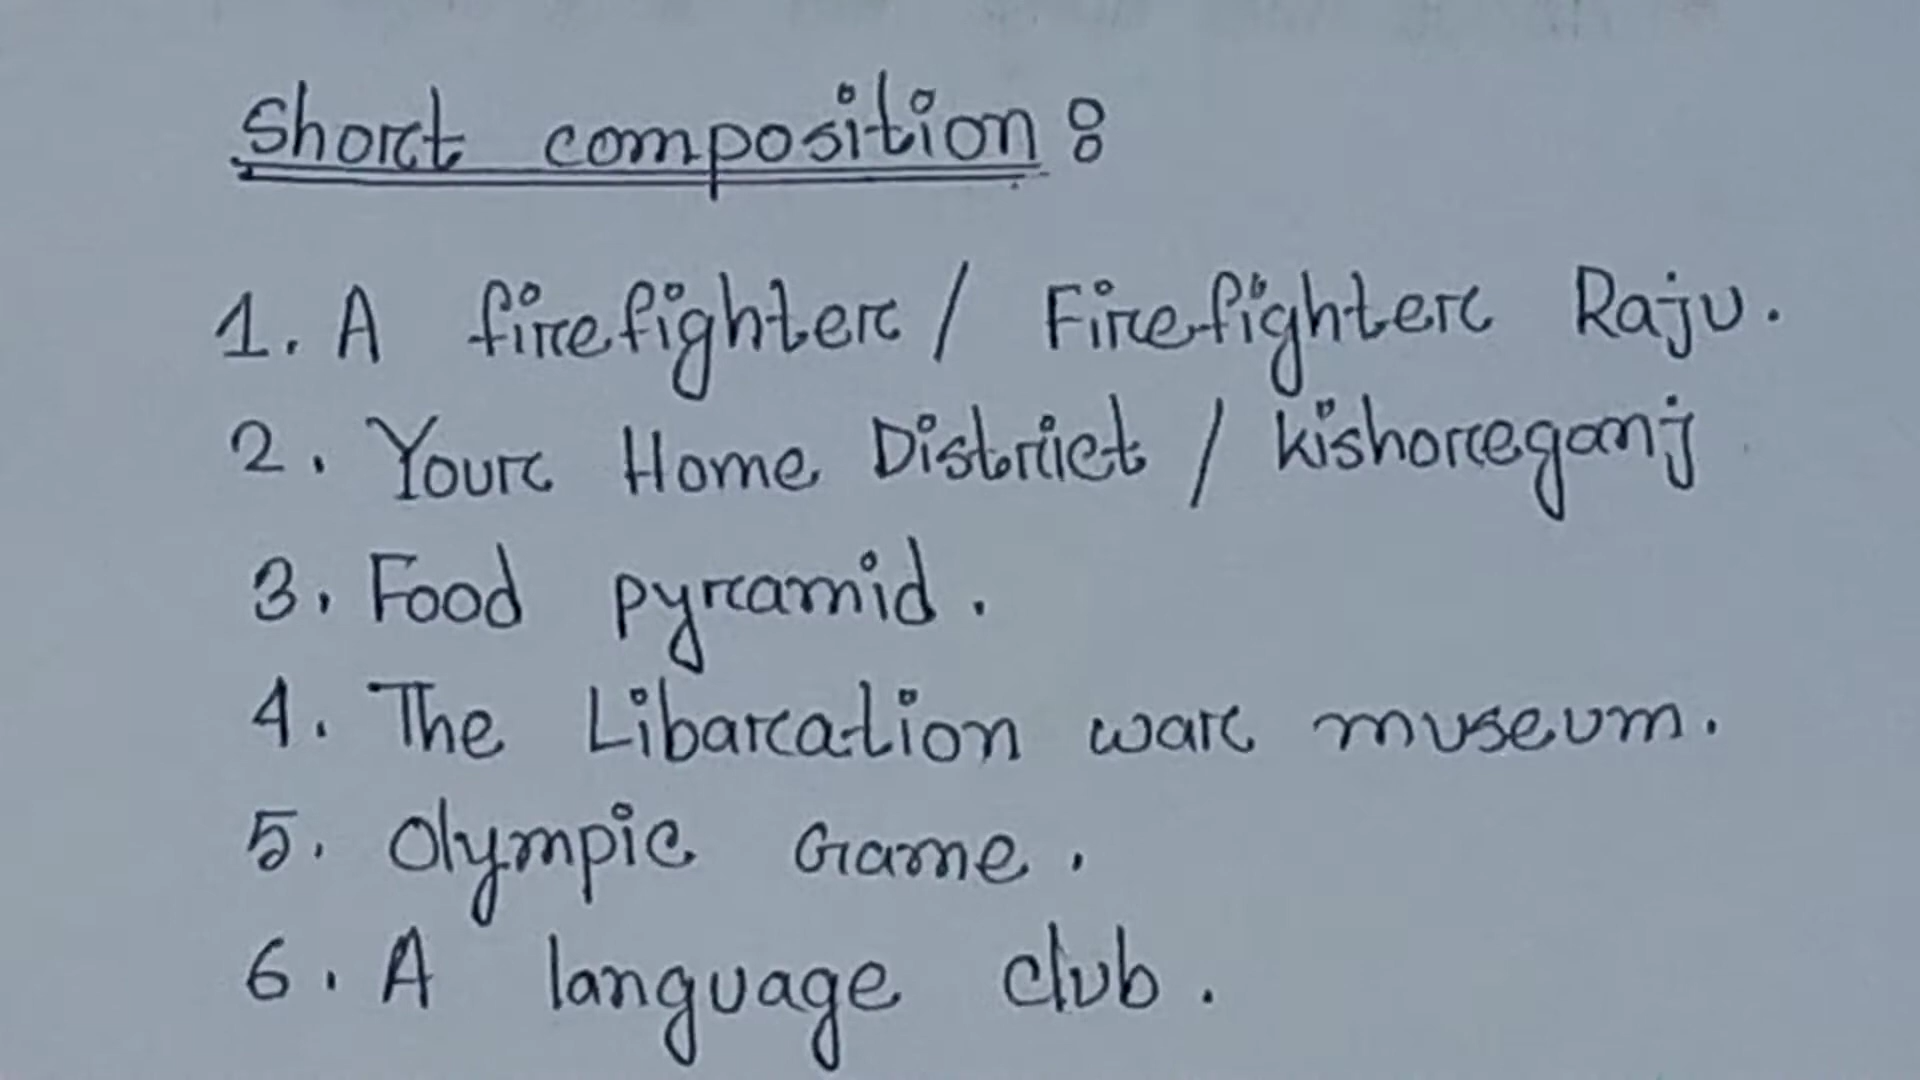 Short composition :
1. A firefighter / Firefighter Raju.
2. Your Home District / Kishoreganj
3. Food pyramid.
4. The Libaration war museum.
5. Olympic Game.
6. A language club.